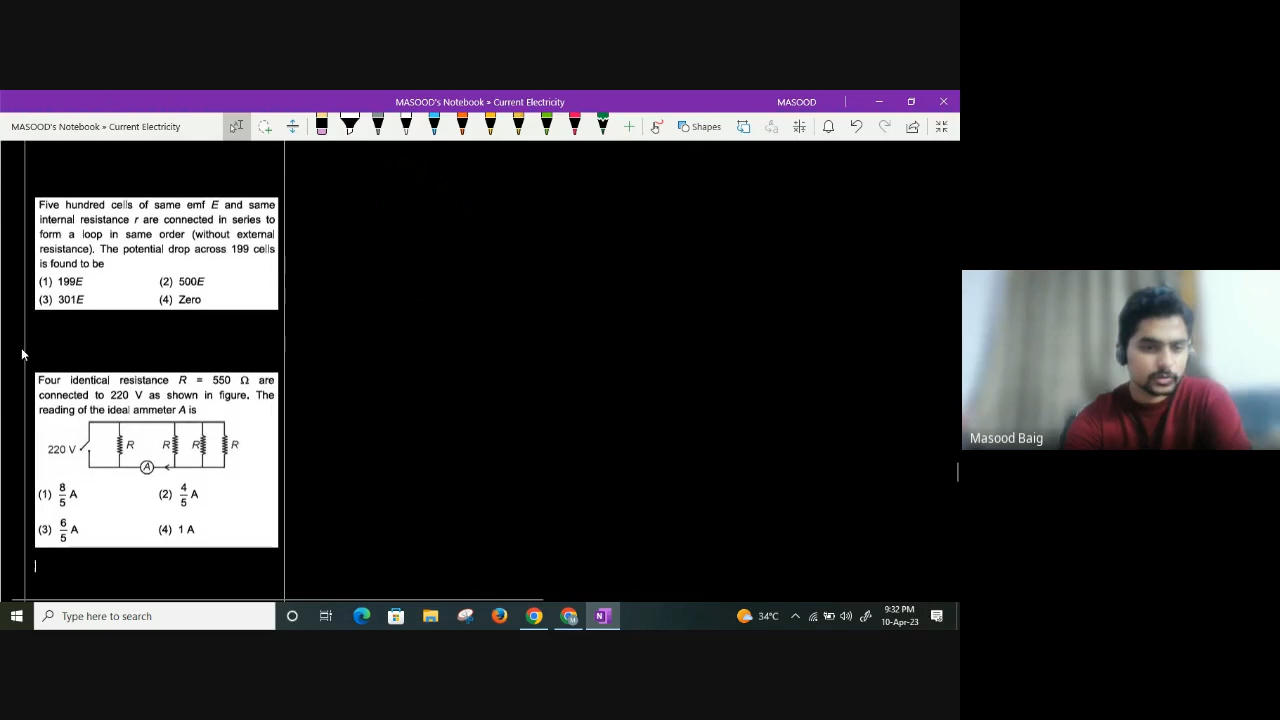 MASOOD's Notebook » Current Electricity
MASOOD
MASOOD's Notebook » Current Electricity
Shapes
Five hundred cells of same emf E and same
internal resistance r are connected in series to
form a loop in same order (without external
resistance). The potential drop across 199 cells
is found to be
(1) 199E (2) 500E
(3) 301E (4) Zero
Four identical resistance R = 550 Ω are
connected to 220 V as shown in figure. The
reading of the ideal ammeter A is
220 V R R R R
A
(1) 8/5 A (2) 4/5 A
(3) 6/5 A (4) 1 A
Masood Baig
Type here to search
34°C
9:32 PM
10-Apr-23